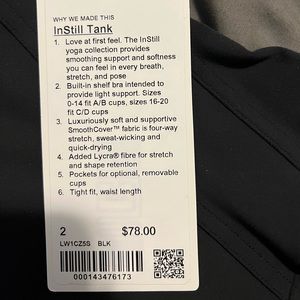 WHY WE MADE THIS
InStill Tank
1. Love at first feel. The InStill
yoga collection provides
smoothing support and softness
you can feel in every breath,
stretch, and pose
2. Built-in shelf bra intended to
provide light support. Sizes
0-14 fit A/B cups, sizes 16-20
fit C/D cups
3. Luxuriously soft and supportive
SmoothCover™ fabric is four-way
stretch, sweat-wicking and
quick-drying
4. Added Lycra® fibre for stretch
and shape retention
5. Pockets for optional, removable
cups
6. Tight fit, waist length
2 $78.00
LW1CZ5S BLK
000143476173